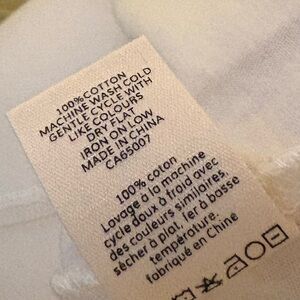 100% COTTON
MACHINE WASH COLD
GENTLE CYCLE WITH
LIKE COLOURS
DRY FLAT
IRON ON LOW
MADE IN CHINA
CA65007
100% coton
Lavage à la machine
cycle doux à froid avec
des couleurs similaires
sécher à plat, fer à basse
température.
fabriqué en Chine